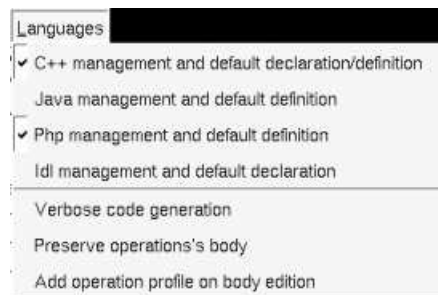 Languages
C++ management and default declaration/definition
Java management and default definition
Php management and default definition
Idl management and default declaration
Verbose code generation
Preserve operations's body
Add operation profile on body edition